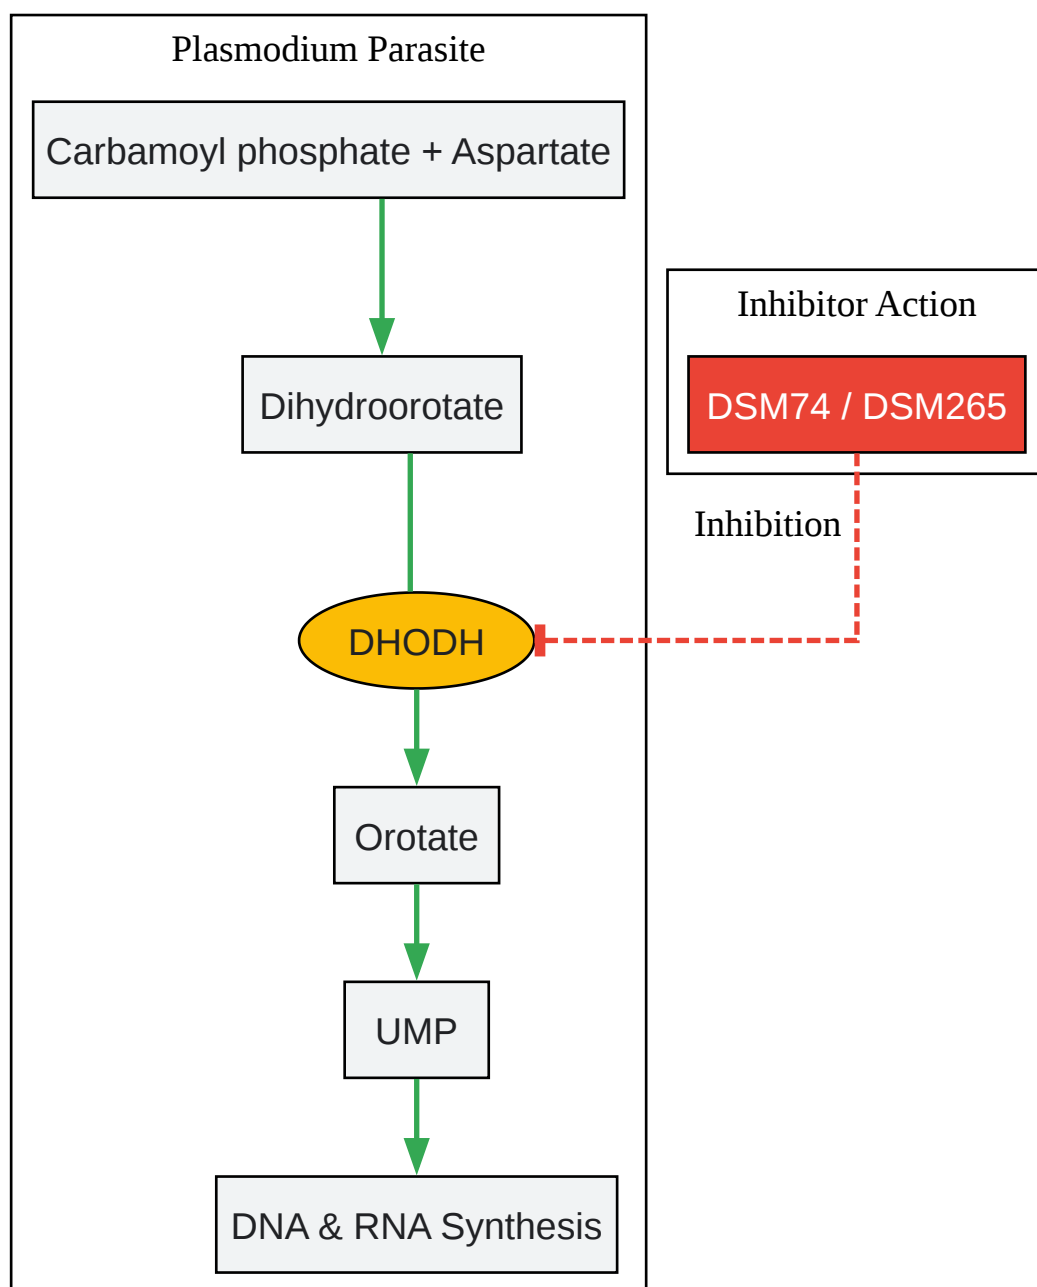 Plasmodium Parasite
Carbamoyl phosphate + Aspartate
Inhibitor Action
Dihydroorotate
DSM74 / DSM265
Inhibition
DHODH
Orotate
UMP
DNA & RNA Synthesis